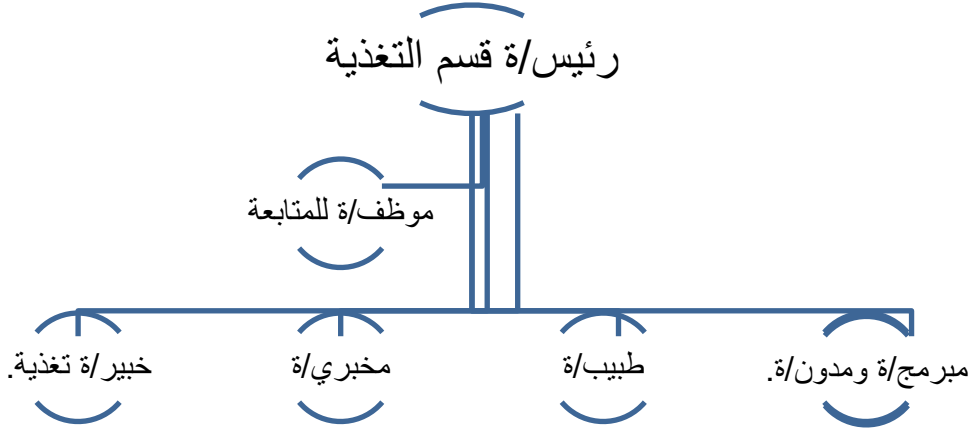 رئيس/ة قسم التغذية
موظف/ة للمتابعة
مبرمج/ة ومدون/ة.
طبيب/ة
مخبري/ة
خبير/ة تغذية.